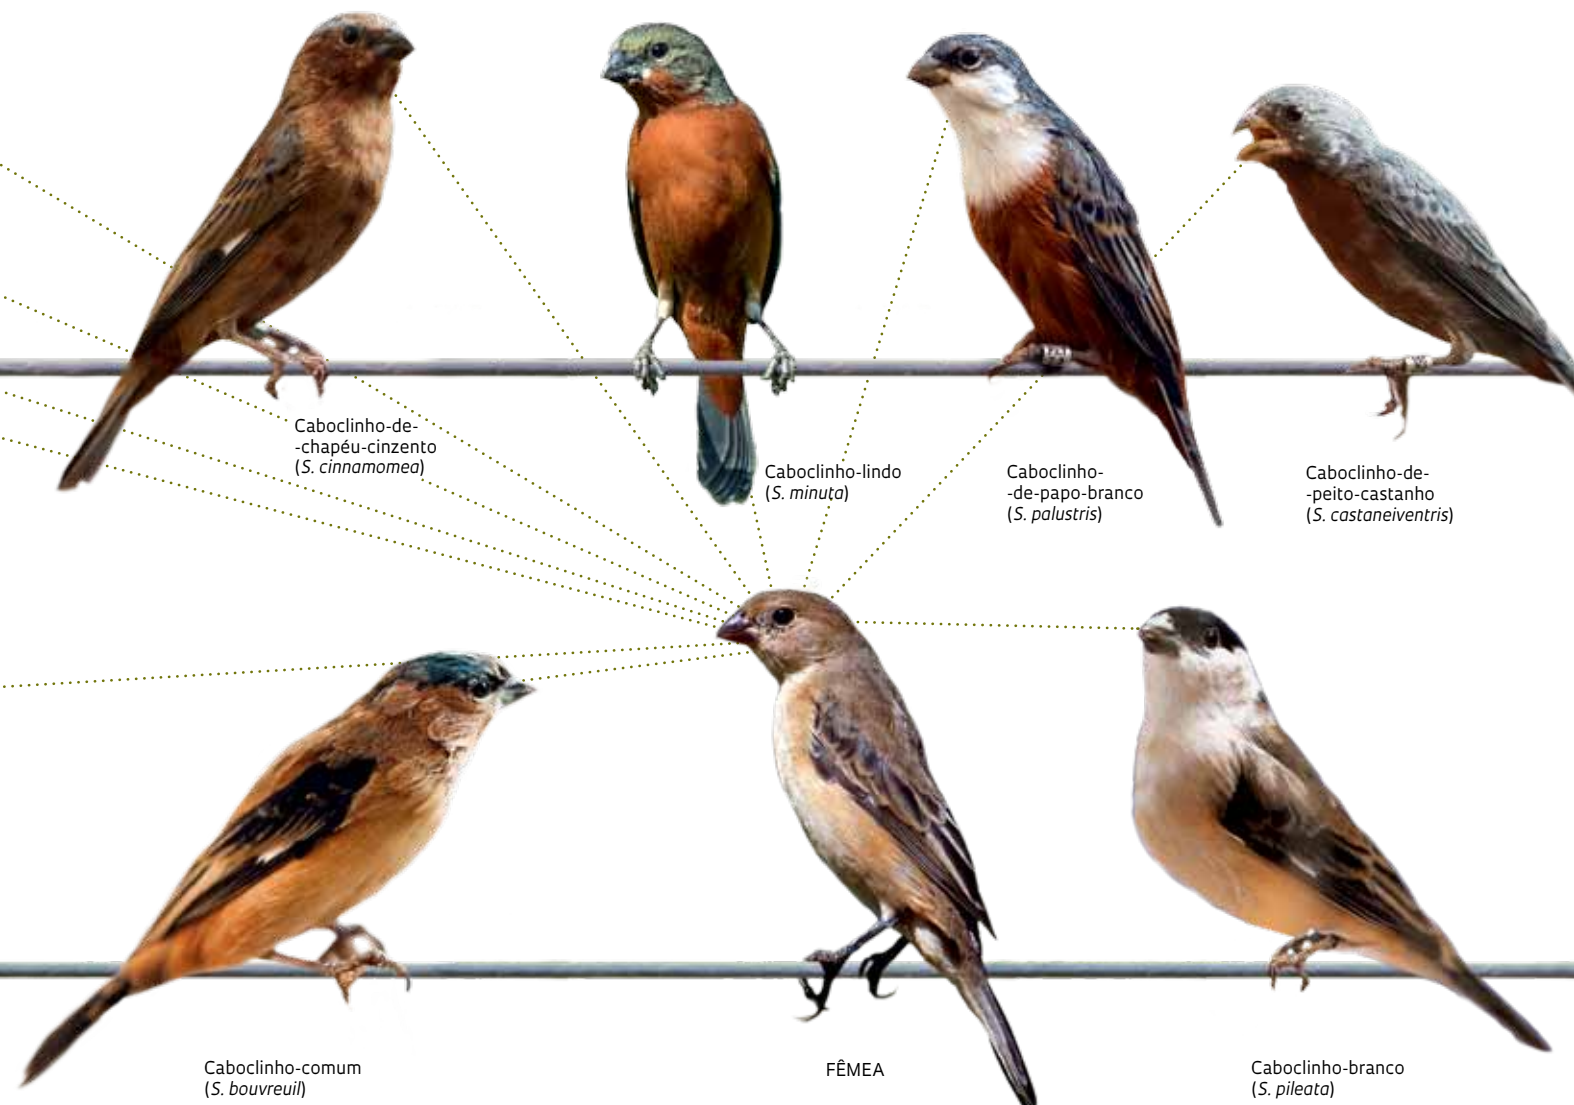 Caboclinho-de-
-chapéu-cinzento
(S. cinnamomea)
Caboclinho-lindo
(S. minuta)
Caboclinho-
-de-papo-branco
(S. palustris)
Caboclinho-de-
-peito-castanho
(S. castaneiventris)
Caboclinho-comum
(S. bouvreuil)
FÊMEA
Caboclinho-branco
(S. pileata)